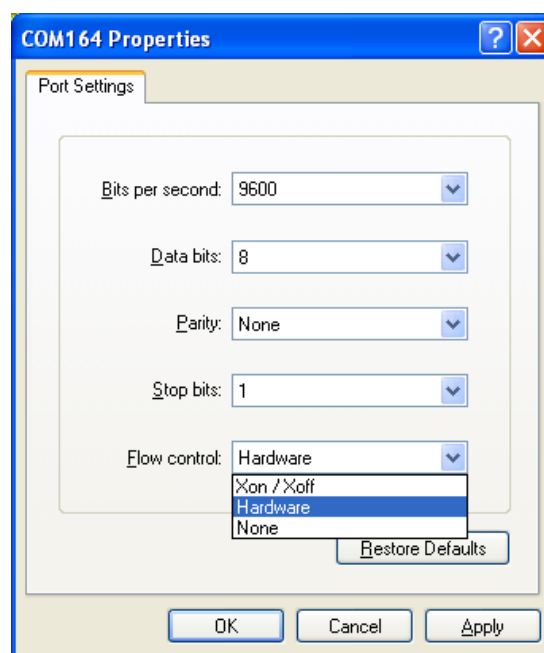 COM164 Properties
Port Settings
Bits per second: 9600
Data bits: 8
Parity: None
Stop bits: 1
Flow control: Hardware
Xon / Xoff
Hardware
None
Restore Defaults
OK Cancel Apply